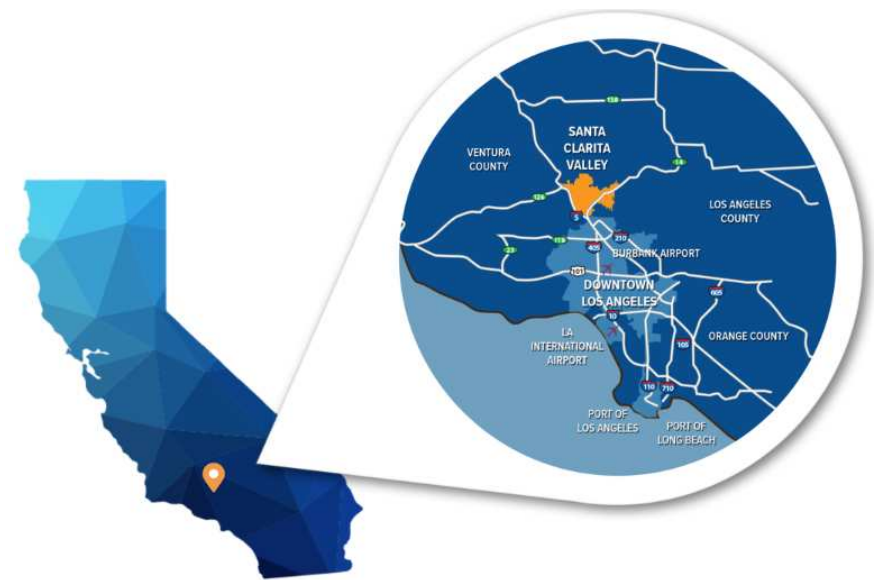 138
SANTA
CLARITA
VALLEY
VENTURA
COUNTY
14
126
LOS ANGELES
COUNTY
5
210
118
405
23
BURBANK AIRPORT
101
DOWNTOWN
LOS ANGELES
605
10
LA
INTERNATIONAL
AIRPORT
ORANGE COUNTY
105
110
710
PORT OF
LOS ANGELES
PORT OF
LONG BEACH